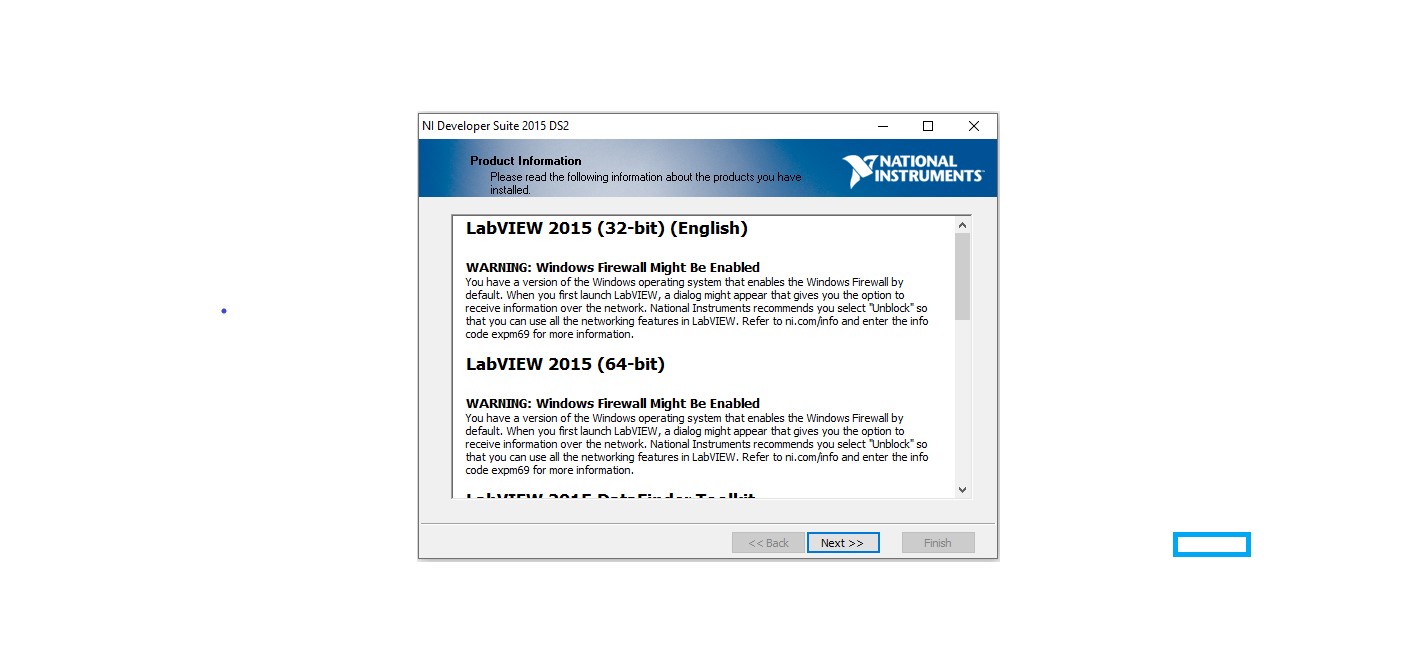 NI Developer Suite 2015 DS2
Product Information
Please read the following information about the products you have
installed.
NATIONAL
INSTRUMENTS
LabVIEW 2015 (32-bit) (English)
WARNING: Windows Firewall Might Be Enabled
You have a version of the Windows operating system that enables the Windows Firewall by
default. When you first launch LabVIEW, a dialog might appear that gives you the option to
receive information over the network. National Instruments recommends you select "Unblock" so
that you can use all the networking features in LabVIEW. Refer to ni.com/info and enter the info
code expm69 for more information.
LabVIEW 2015 (64-bit)
WARNING: Windows Firewall Might Be Enabled
You have a version of the Windows operating system that enables the Windows Firewall by
default. When you first launch LabVIEW, a dialog might appear that gives you the option to
receive information over the network. National Instruments recommends you select "Unblock" so
that you can use all the networking features in LabVIEW. Refer to ni.com/info and enter the info
code expm69 for more information.
LabVIEW 2015 DataFinder Toolkit
<< Back
Next >>
Finish